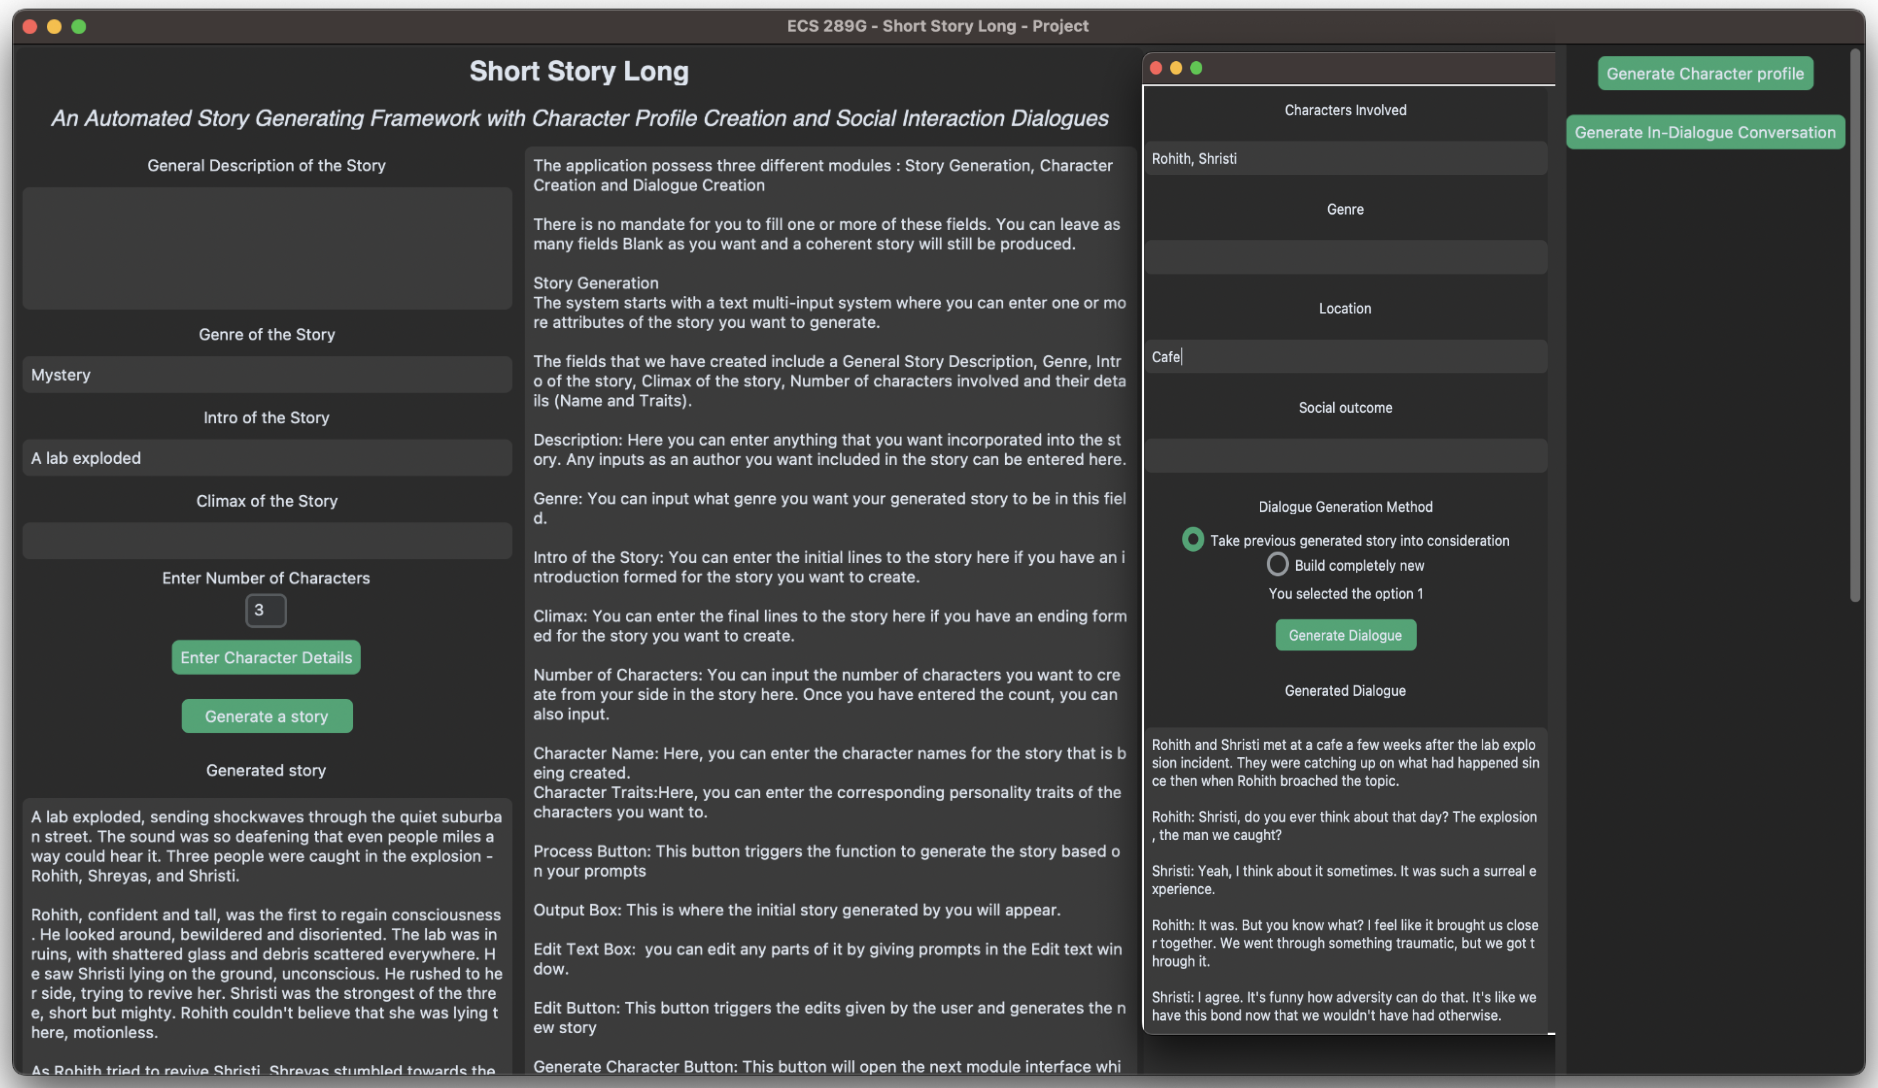 ECS 289G - Short Story Long - Project
Short Story Long
An Automated Story Generating Framework with Character Profile Creation and Social Interaction Dialogues
General Description of the Story
Genre of the Story
Mystery
Intro of the Story
A lab exploded
Climax of the Story
Enter Number of Characters
3
Enter Character Details
Generate a story
Generated story
A lab exploded, sending shockwaves through the quiet suburba
n street. The sound was so deafening that even people miles a
way could hear it. Three people were caught in the explosion -
Rohith, Shreyas, and Shristi.
Rohith, confident and tall, was the first to regain consciousness
. He looked around, bewildered and disoriented. The lab was in
ruins, with shattered glass and debris scattered everywhere. H
e saw Shristi lying on the ground, unconscious. He rushed to he
r side, trying to revive her. Shristi was the strongest of the thre
e, short but mighty. Rohith couldn't believe that she was lying t
here, motionless.
As Rohith tried to revive Shristi, Shreyas stumbled towards the
The application possess three different modules : Story Generation, Character
Creation and Dialogue Creation
There is no mandate for you to fill one or more of these fields. You can leave as
many fields Blank as you want and a coherent story will still be produced.
Story Generation
The system starts with a text multi-input system where you can enter one or mo
re attributes of the story you want to generate.
The fields that we have created include a General Story Description, Genre, Intr
o of the story, Climax of the story, Number of characters involved and their deta
ils (Name and Traits).
Description: Here you can enter anything that you want incorporated into the st
ory. Any inputs as an author you want included in the story can be entered here.
Genre: You can input what genre you want your generated story to be in this fiel
d.
Intro of the Story: You can enter the initial lines to the story here if you have an i
ntroduction formed for the story you want to create.
Climax: You can enter the final lines to the story here if you have an ending form
ed for the story you want to create.
Number of Characters: You can input the number of characters you want to cre
ate from your side in the story here. Once you have entered the count, you can
also input.
Character Name: Here, you can enter the character names for the story that is b
eing created.
Character Traits:Here, you can enter the corresponding personality traits of the
characters you want to.
Process Button: This button triggers the function to generate the story based o
n your prompts
Output Box: This is where the initial story generated by you will appear.
Edit Text Box:  you can edit any parts of it by giving prompts in the Edit text win
dow.
Edit Button: This button triggers the edits given by the user and generates the n
ew story
Generate Character Button: This button will open the next module interface whi
Characters Involved
Rohith, Shristi
Genre
Location
Cafe
Social outcome
Dialogue Generation Method
Take previous generated story into consideration
Build completely new
You selected the option 1
Generate Dialogue
Generated Dialogue
Rohith and Shristi met at a cafe a few weeks after the lab explo
sion incident. They were catching up on what had happened sin
ce then when Rohith broached the topic.
Rohith: Shristi, do you ever think about that day? The explosion
, the man we caught?
Shristi: Yeah, I think about it sometimes. It was such a surreal e
xperience.
Rohith: It was. But you know what? I feel like it brought us close
r together. We went through something traumatic, but we got t
hrough it.
Shristi: I agree. It's funny how adversity can do that. It's like we
have this bond now that we wouldn't have had otherwise.
Generate Character profile
Generate In-Dialogue Conversation